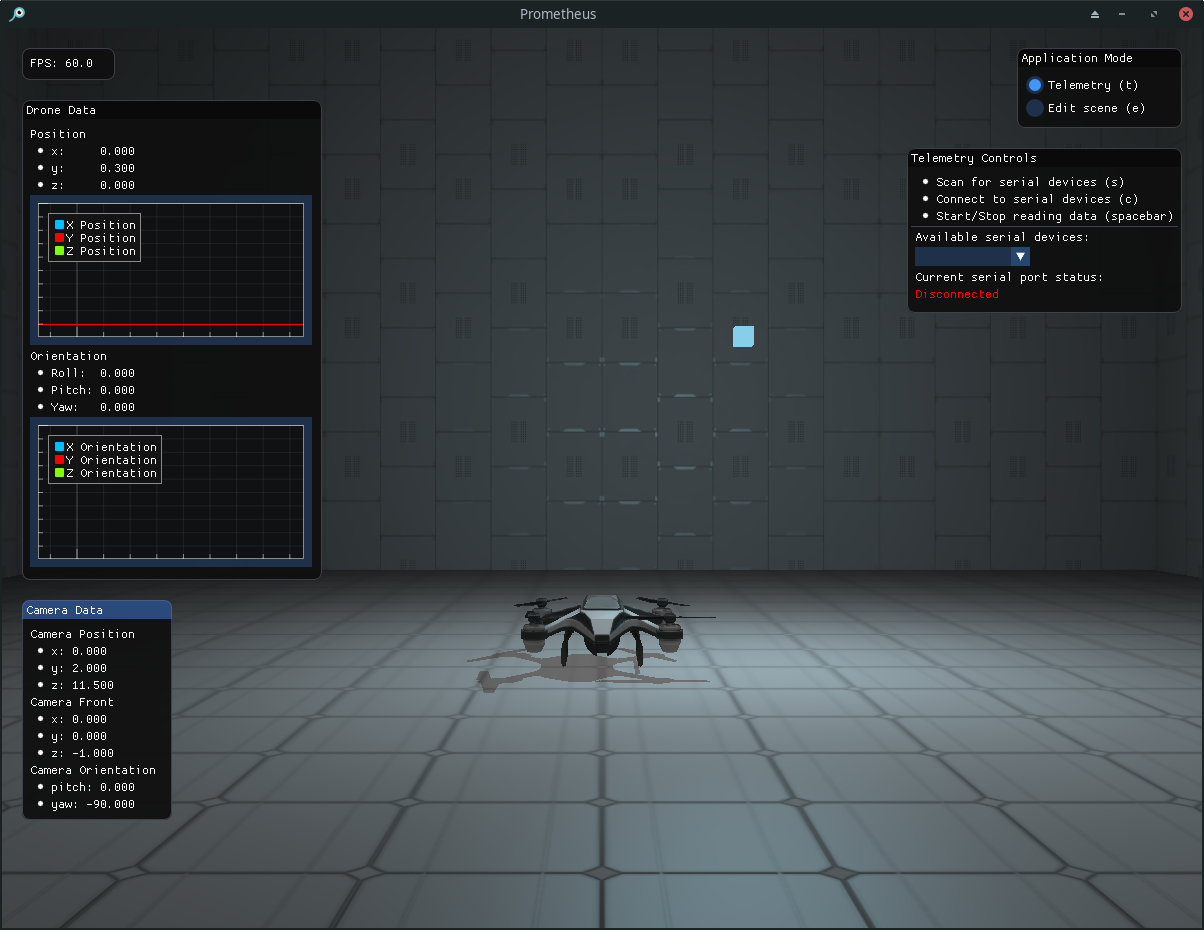 Prometheus
FPS: 60.0
Drone Data
Position
x: 0.000
y: 0.300
z: 0.000
X Position
Y Position
Z Position
Orientation
Roll: 0.000
Pitch: 0.000
Yaw: 0.000
X Orientation
Y Orientation
Z Orientation
Camera Data
Camera Position
x: 0.000
y: 2.000
z: 11.500
Camera Front
x: 0.000
y: 0.000
z: -1.000
Camera Orientation
pitch: 0.000
yaw: -90.000
Application Mode
Telemetry (t)
Edit scene (e)
Telemetry Controls
Scan for serial devices (s)
Connect to serial devices (c)
Start/Stop reading data (spacebar)
Available serial devices:
Current serial port status:
Disconnected